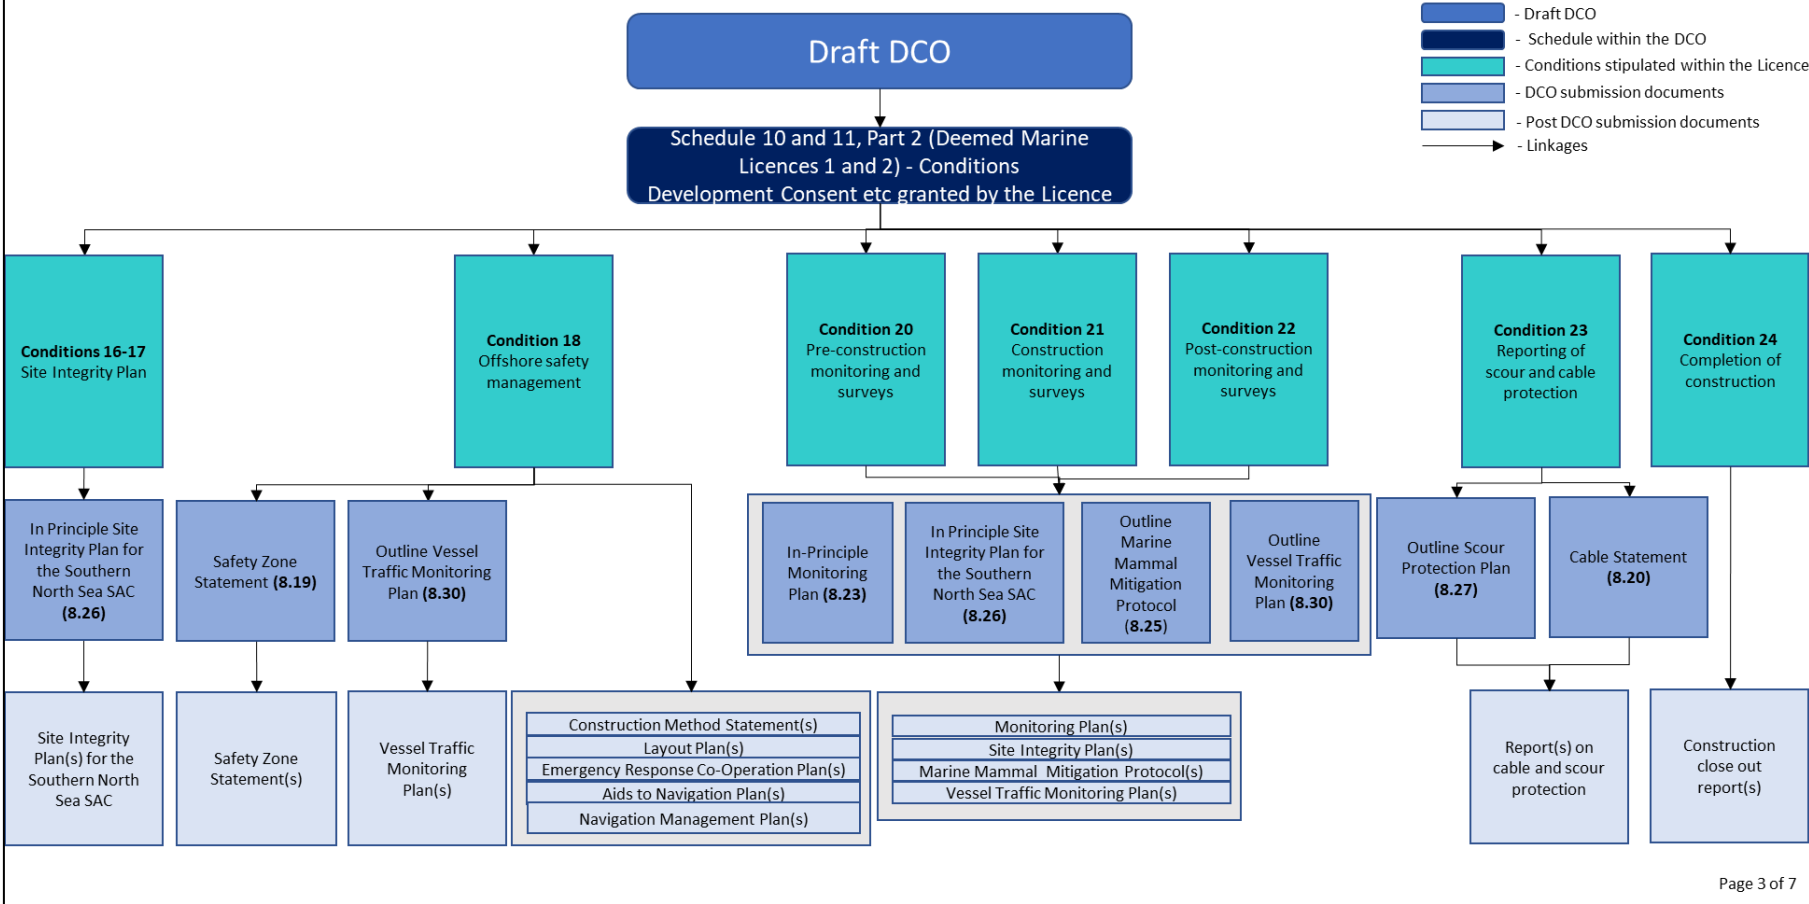 Draft DCO
- Draft DCO
- Schedule within the DCO
- Conditions stipulated within the Licence
- DCO submission documents
- Post DCO submission documents
- Linkages
Schedule 10 and 11, Part 2 (Deemed Marine
Licences 1 and 2) - Conditions
Development Consent etc granted by the Licence
Conditions 16-17
Site Integrity Plan
Condition 18
Offshore safety
management
Condition 20
Pre-construction
monitoring and
surveys
Condition 21
Construction
monitoring and
surveys
Condition 22
Post-construction
monitoring and
surveys
Condition 23
Reporting of
scour and cable
protection
Condition 24
Completion of
construction
In Principle Site
Integrity Plan for
the Southern
North Sea SAC
(8.26)
Safety Zone
Statement (8.19)
Outline Vessel
Traffic Monitoring
Plan (8.30)
In-Principle
Monitoring
Plan (8.23)
In Principle Site
Integrity Plan for
the Southern
North Sea SAC
(8.26)
Outline
Marine
Mammal
Mitigation
Protocol
(8.25)
Outline
Vessel Traffic
Monitoring
Plan (8.30)
Outline Scour
Protection Plan
(8.27)
Cable Statement
(8.20)
Site Integrity
Plan(s) for the
Southern North
Sea SAC
Safety Zone
Statement(s)
Vessel Traffic
Monitoring
Plan(s)
Construction Method Statement(s)
Layout Plan(s)
Emergency Response Co-Operation Plan(s)
Aids to Navigation Plan(s)
Navigation Management Plan(s)
Monitoring Plan(s)
Site Integrity Plan(s)
Marine Mammal Mitigation Protocol(s)
Vessel Traffic Monitoring Plan(s)
Report(s) on
cable and scour
protection
Construction
close out
report(s)
Page 3 of 7